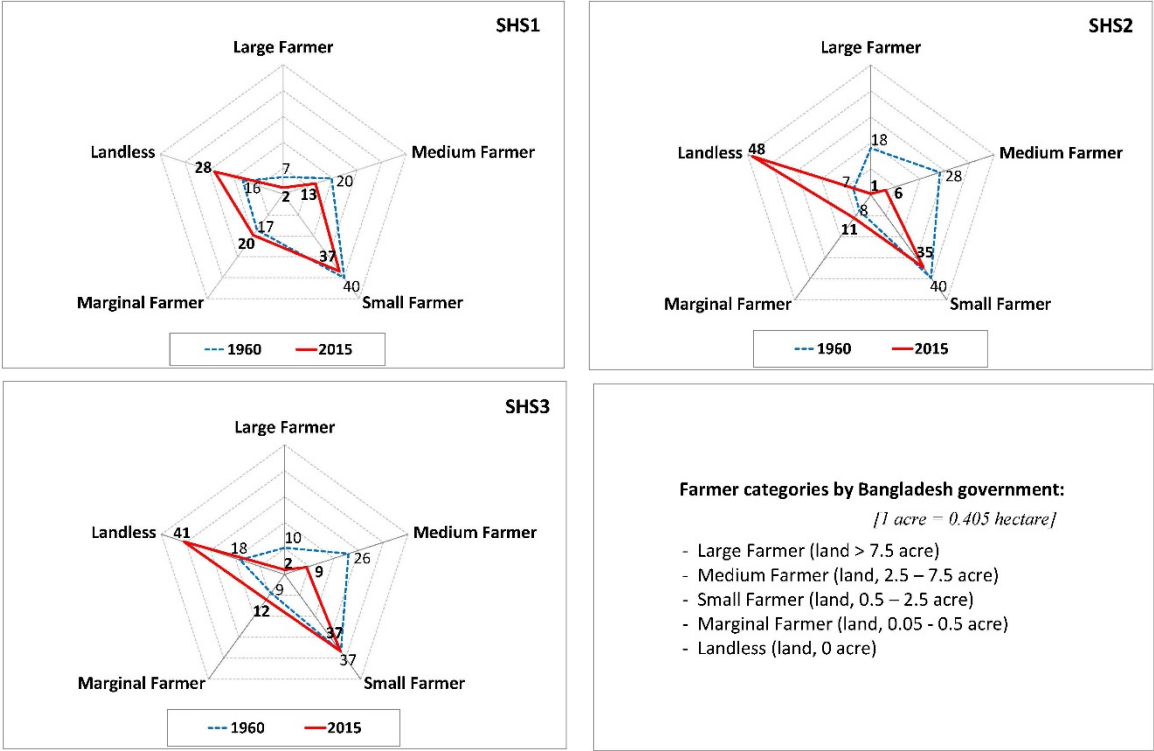 SHS1
Large Farmer
Landless
Medium Farmer
28
7
20
16
2
13
17
20
37
40
Marginal Farmer
Small Farmer
1960
2015
SHS2
Large Farmer
48
18
Landless
Medium Farmer
28
7
1
6
8
11
35
40
Marginal Farmer
Small Farmer
1960
2015
SHS3
Large Farmer
Landless
41
Medium Farmer
10
18
26
2
9
9
12
37
37
Marginal Farmer
Small Farmer
1960
2015
Farmer categories by Bangladesh government:
[1 acre = 0.405 hectare]
- Large Farmer (land > 7.5 acre)
- Medium Farmer (land, 2.5 – 7.5 acre)
- Small Farmer (land, 0.5 – 2.5 acre)
- Marginal Farmer (land, 0.05 - 0.5 acre)
- Landless (land, 0 acre)